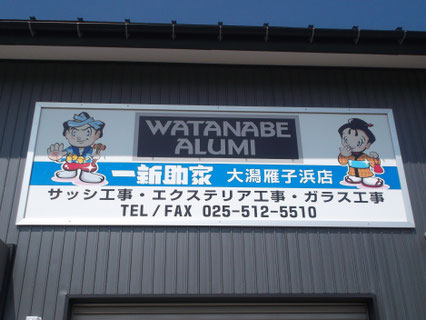 WATANABE
ALUMI
一新助家 大潟雁子浜店
サッシ工事・エクステリア工事・ガラス工事
TEL/FAX 025-512-5510